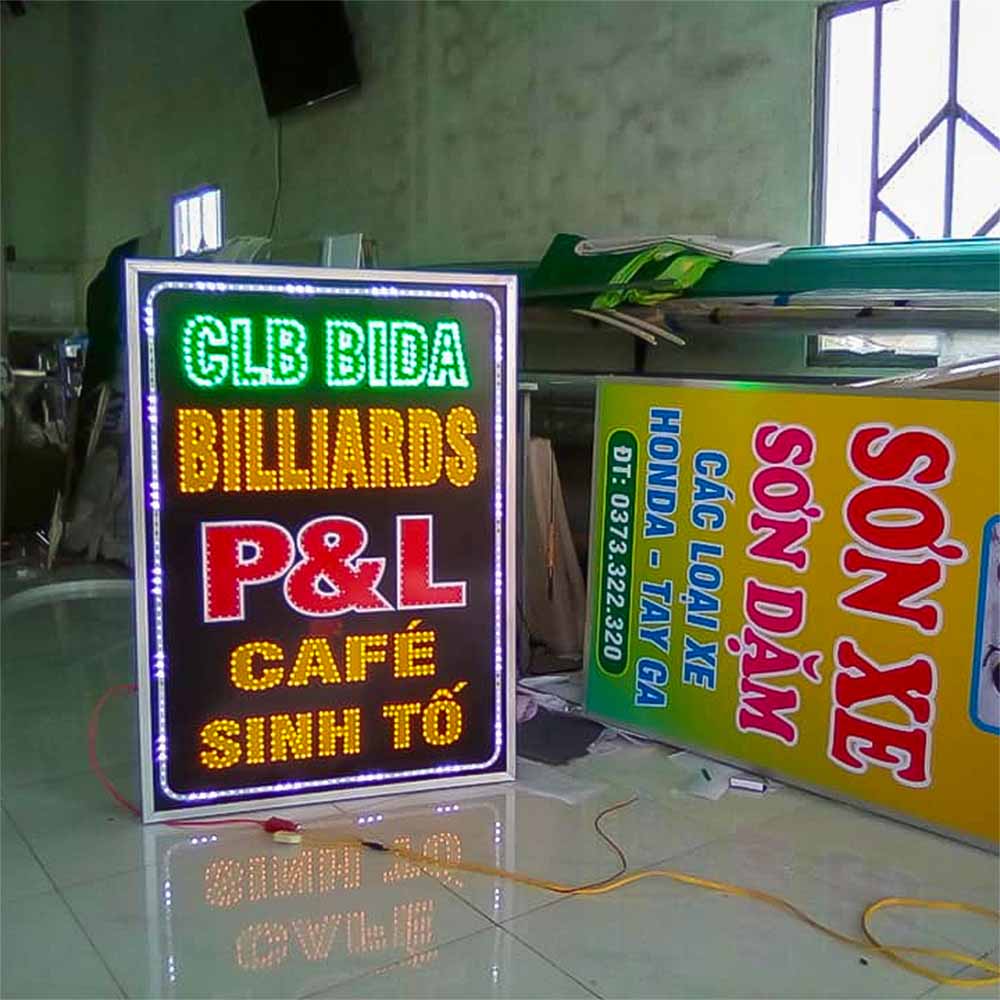 CLB BIDA
BILLIARDS
P&L
CAFÉ
SINH TỐ
SƠN XE
SƠN DẶM
CÁC LOẠI XE
HONDA - TAY GA
ĐT: 0373.322.320